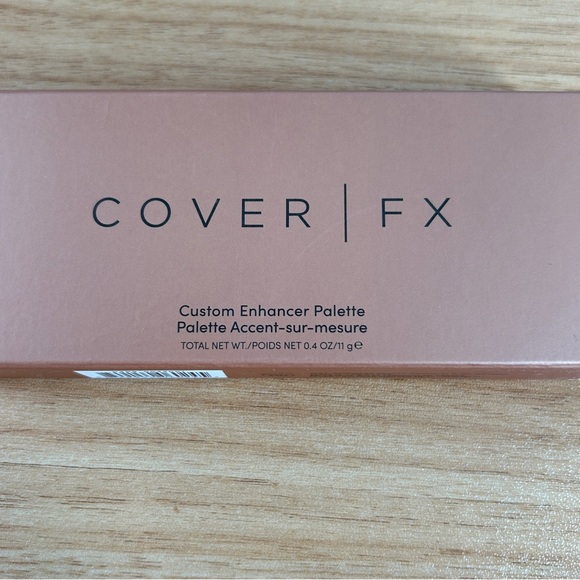 COVER | FX
Custom Enhancer Palette
Palette Accent-sur-mesure
TOTAL NET WT./POIDS NET 0.4 OZ/11 g ℮